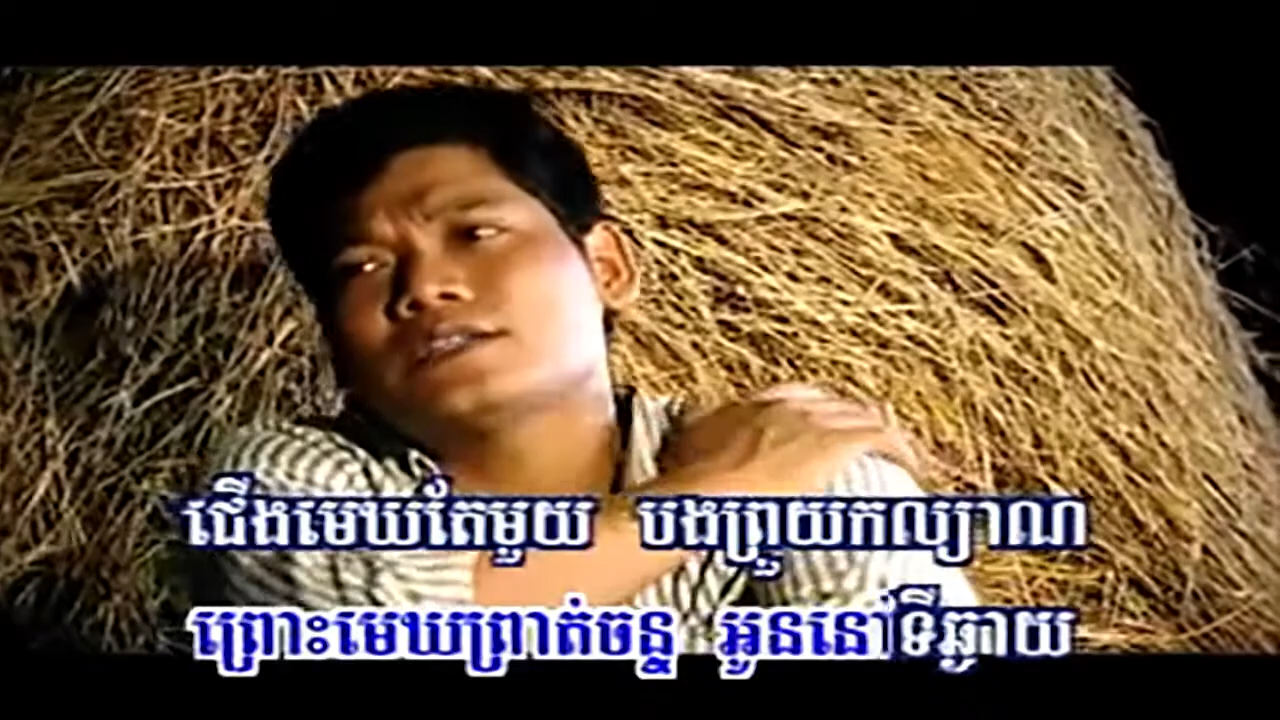 ជើងមេឃតែមួយ បងព្រួយកល្យាណ
ព្រោះមេឃព្រាត់ចន្ទ អូននៅទីឆ្ងាយ